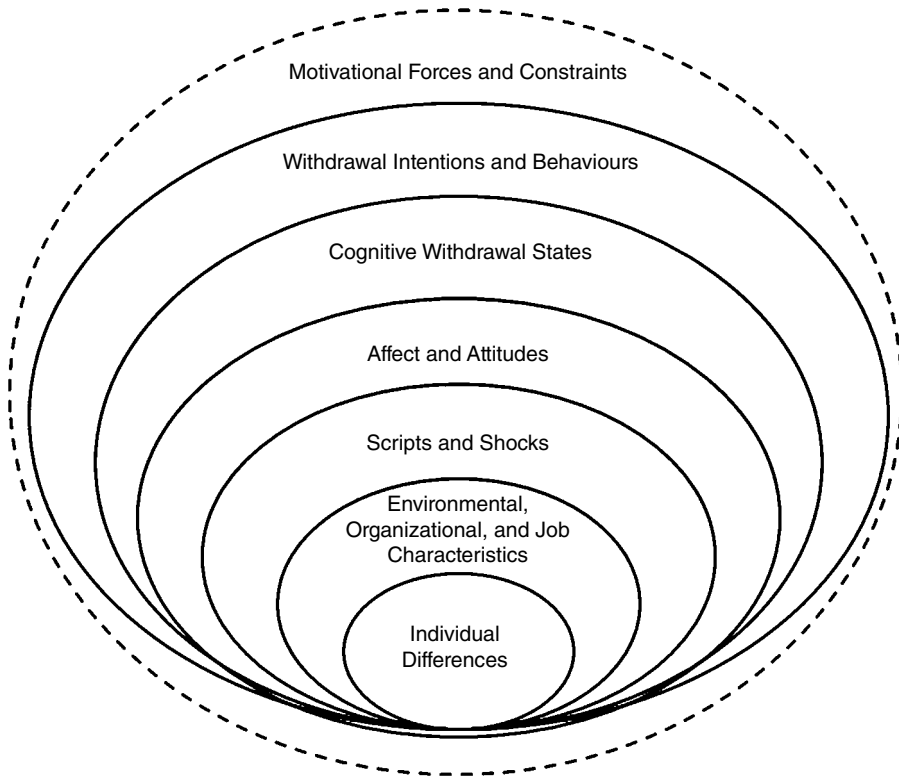 Motivational Forces and Constraints
Withdrawal Intentions and Behaviours
Cognitive Withdrawal States
Affect and Attitudes
Scripts and Shocks
Environmental,
Organizational, and Job
Characteristics
Individual
Differences